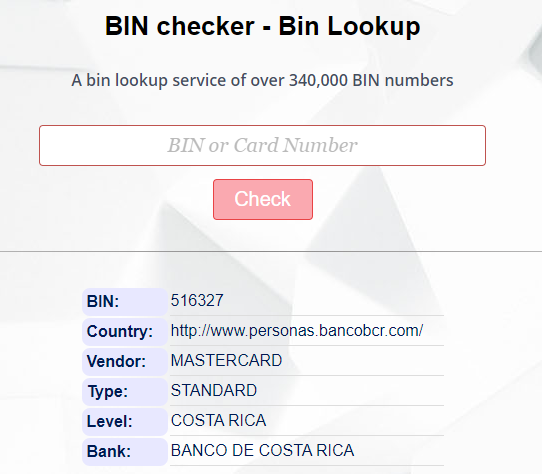 BIN checker - Bin Lookup
A bin lookup service of over 340,000 BIN numbers
BIN or Card Number
Check
BIN: 516327
Country: http://www.personas.bancobcr.com/
Vendor: MASTERCARD
Type: STANDARD
Level: COSTA RICA
Bank: BANCO DE COSTA RICA